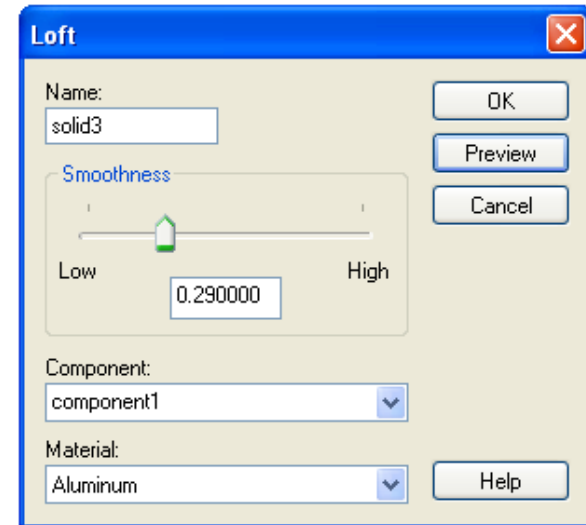 Loft
Name:
solid3
OK
Preview
Cancel
Smoothness
Low
High
0.290000
Component:
component1
Material:
Aluminum
Help